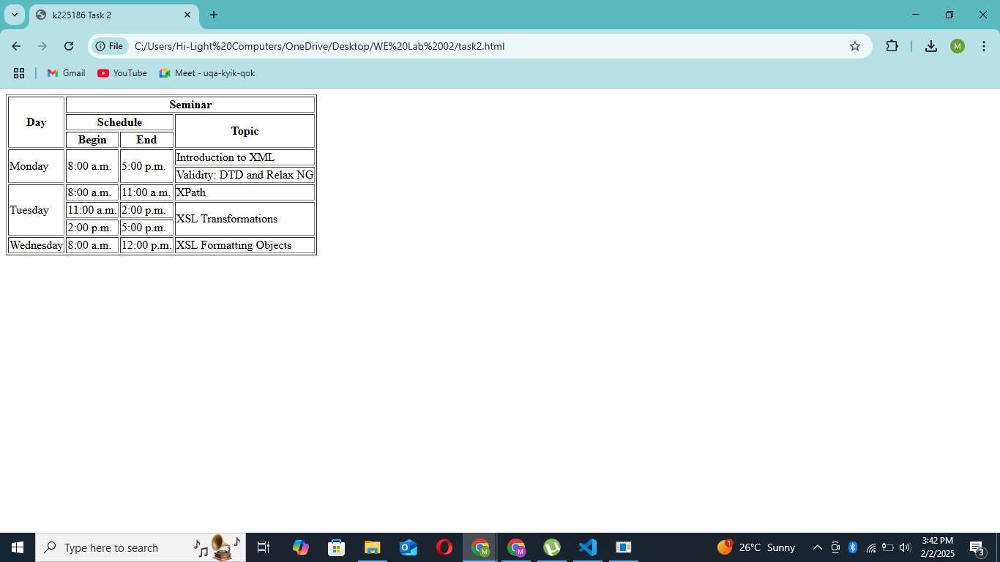 k225186 Task 2
File C:/Users/Hi-Light%20Computers/OneDrive/Desktop/WE%20Lab%2002/task2.html M
Gmail YouTube Meet - uqa-kyik-qok
Day Seminar
Schedule Topic
Begin End
Monday 8:00 a.m. 5:00 p.m. Introduction to XML
Validity: DTD and Relax NG
Tuesday 8:00 a.m. 11:00 a.m. XPath
11:00 a.m. 2:00 p.m. XSL Transformations
2:00 p.m. 5:00 p.m.
Wednesday 8:00 a.m. 12:00 p.m. XSL Formatting Objects
Type here to search M M 1 26°C Sunny 3:42 PM
2/2/2025 3